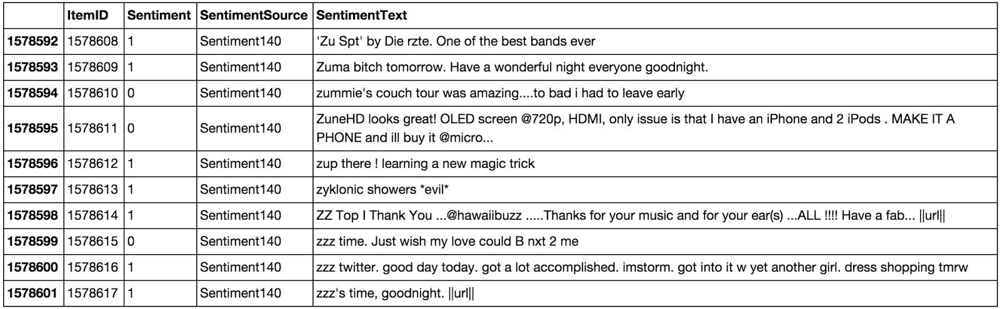 ItemID Sentiment SentimentSource SentimentText
1578592 1578608 1 Sentiment140 'Zu Spt' by Die rzte. One of the best bands ever
1578593 1578609 1 Sentiment140 Zuma bitch tomorrow. Have a wonderful night everyone goodnight.
1578594 1578610 0 Sentiment140 zummie's couch tour was amazing....to bad i had to leave early
1578595 1578611 0 Sentiment140 ZuneHD looks great! OLED screen @720p, HDMI, only issue is that I have an iPhone and 2 iPods . MAKE IT A
PHONE and ill buy it @micro...
1578596 1578612 1 Sentiment140 zup there ! learning a new magic trick
1578597 1578613 1 Sentiment140 zyklonic showers *evil*
1578598 1578614 1 Sentiment140 ZZ Top I Thank You ...@hawaiibuzz .....Thanks for your music and for your ear(s) ...ALL !!!! Have a fab... ||url||
1578599 1578615 0 Sentiment140 zzz time. Just wish my love could B nxt 2 me
1578600 1578616 1 Sentiment140 zzz twitter. good day today. got a lot accomplished. imstorm. got into it w yet another girl. dress shopping tmrw
1578601 1578617 1 Sentiment140 zzz's time, goodnight. ||url||